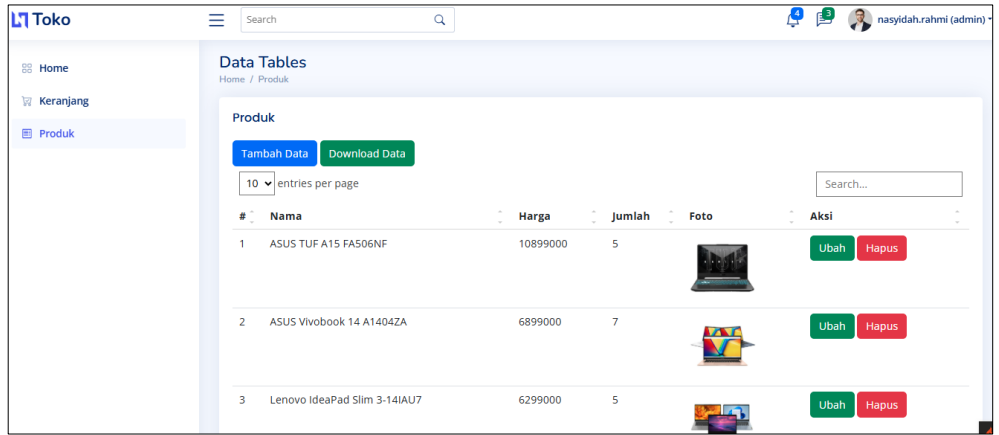 Toko
Search
4
3
nasyidah.rahmi (admin)
Home
Keranjang
Produk
Data Tables
Home / Produk
Produk
Tambah Data
Download Data
10 entries per page
Search...
# Nama Harga Jumlah Foto Aksi
1 ASUS TUF A15 FA506NF 10899000 5 Ubah Hapus
2 ASUS Vivobook 14 A1404ZA 6899000 7 Ubah Hapus
3 Lenovo IdeaPad Slim 3-14IAU7 6299000 5 Ubah Hapus